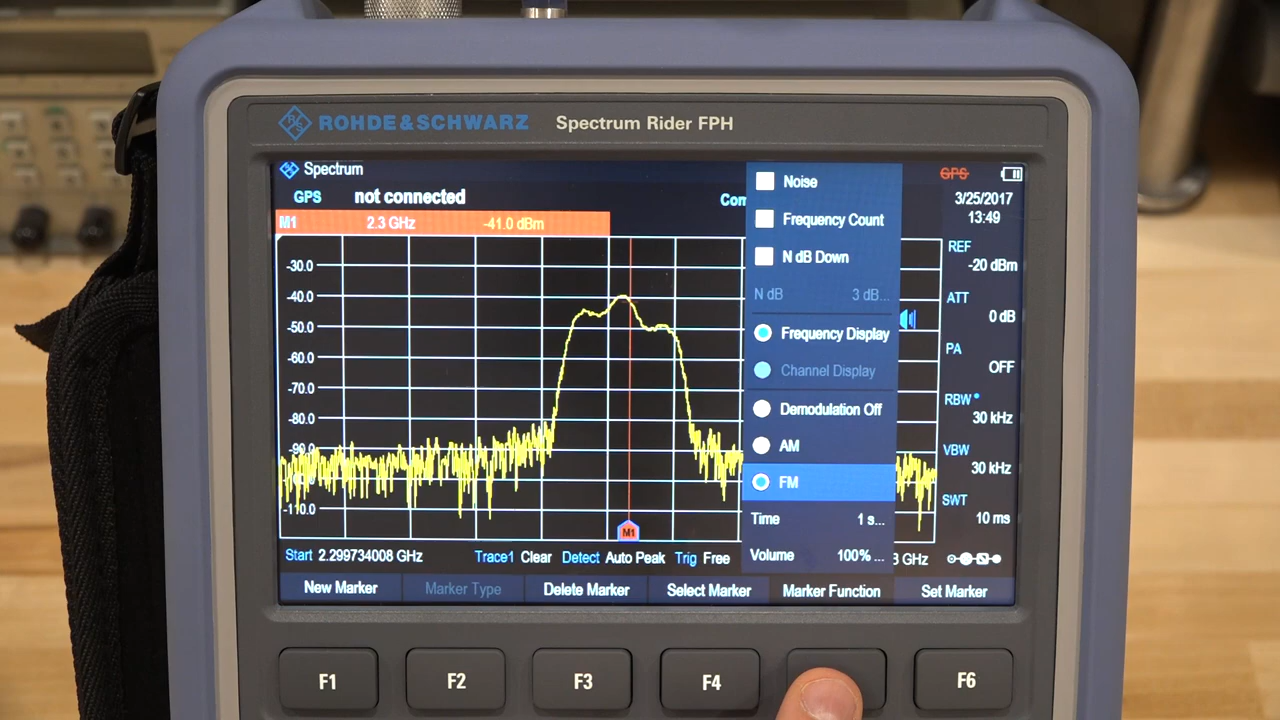 ROHDE&SCHWARZ Spectrum Rider FPH
Spectrum
GPS
GPS not connected
3/25/2017
13:49
M1 2.3 GHz -41.0 dBm
-30.0
-40.0
-50.0
-60.0
-70.0
-80.0
-90.0
-110.0
M1
Noise
Frequency Count
N dB Down
N dB 3 dB...
Frequency Display
Channel Display
Demodulation Off
AM
FM
Time 1 s...
Volume 100% ...
REF
-20 dBm
ATT
0 dB
PA
OFF
RBW
30 kHz
VBW
30 kHz
SWT
10 ms
Start 2.299734008 GHz Trace1 Clear Detect Auto Peak Trig Free GHz
New Marker Marker Type Delete Marker Select Marker Marker Function Set Marker
F1 F2 F3 F4 F6